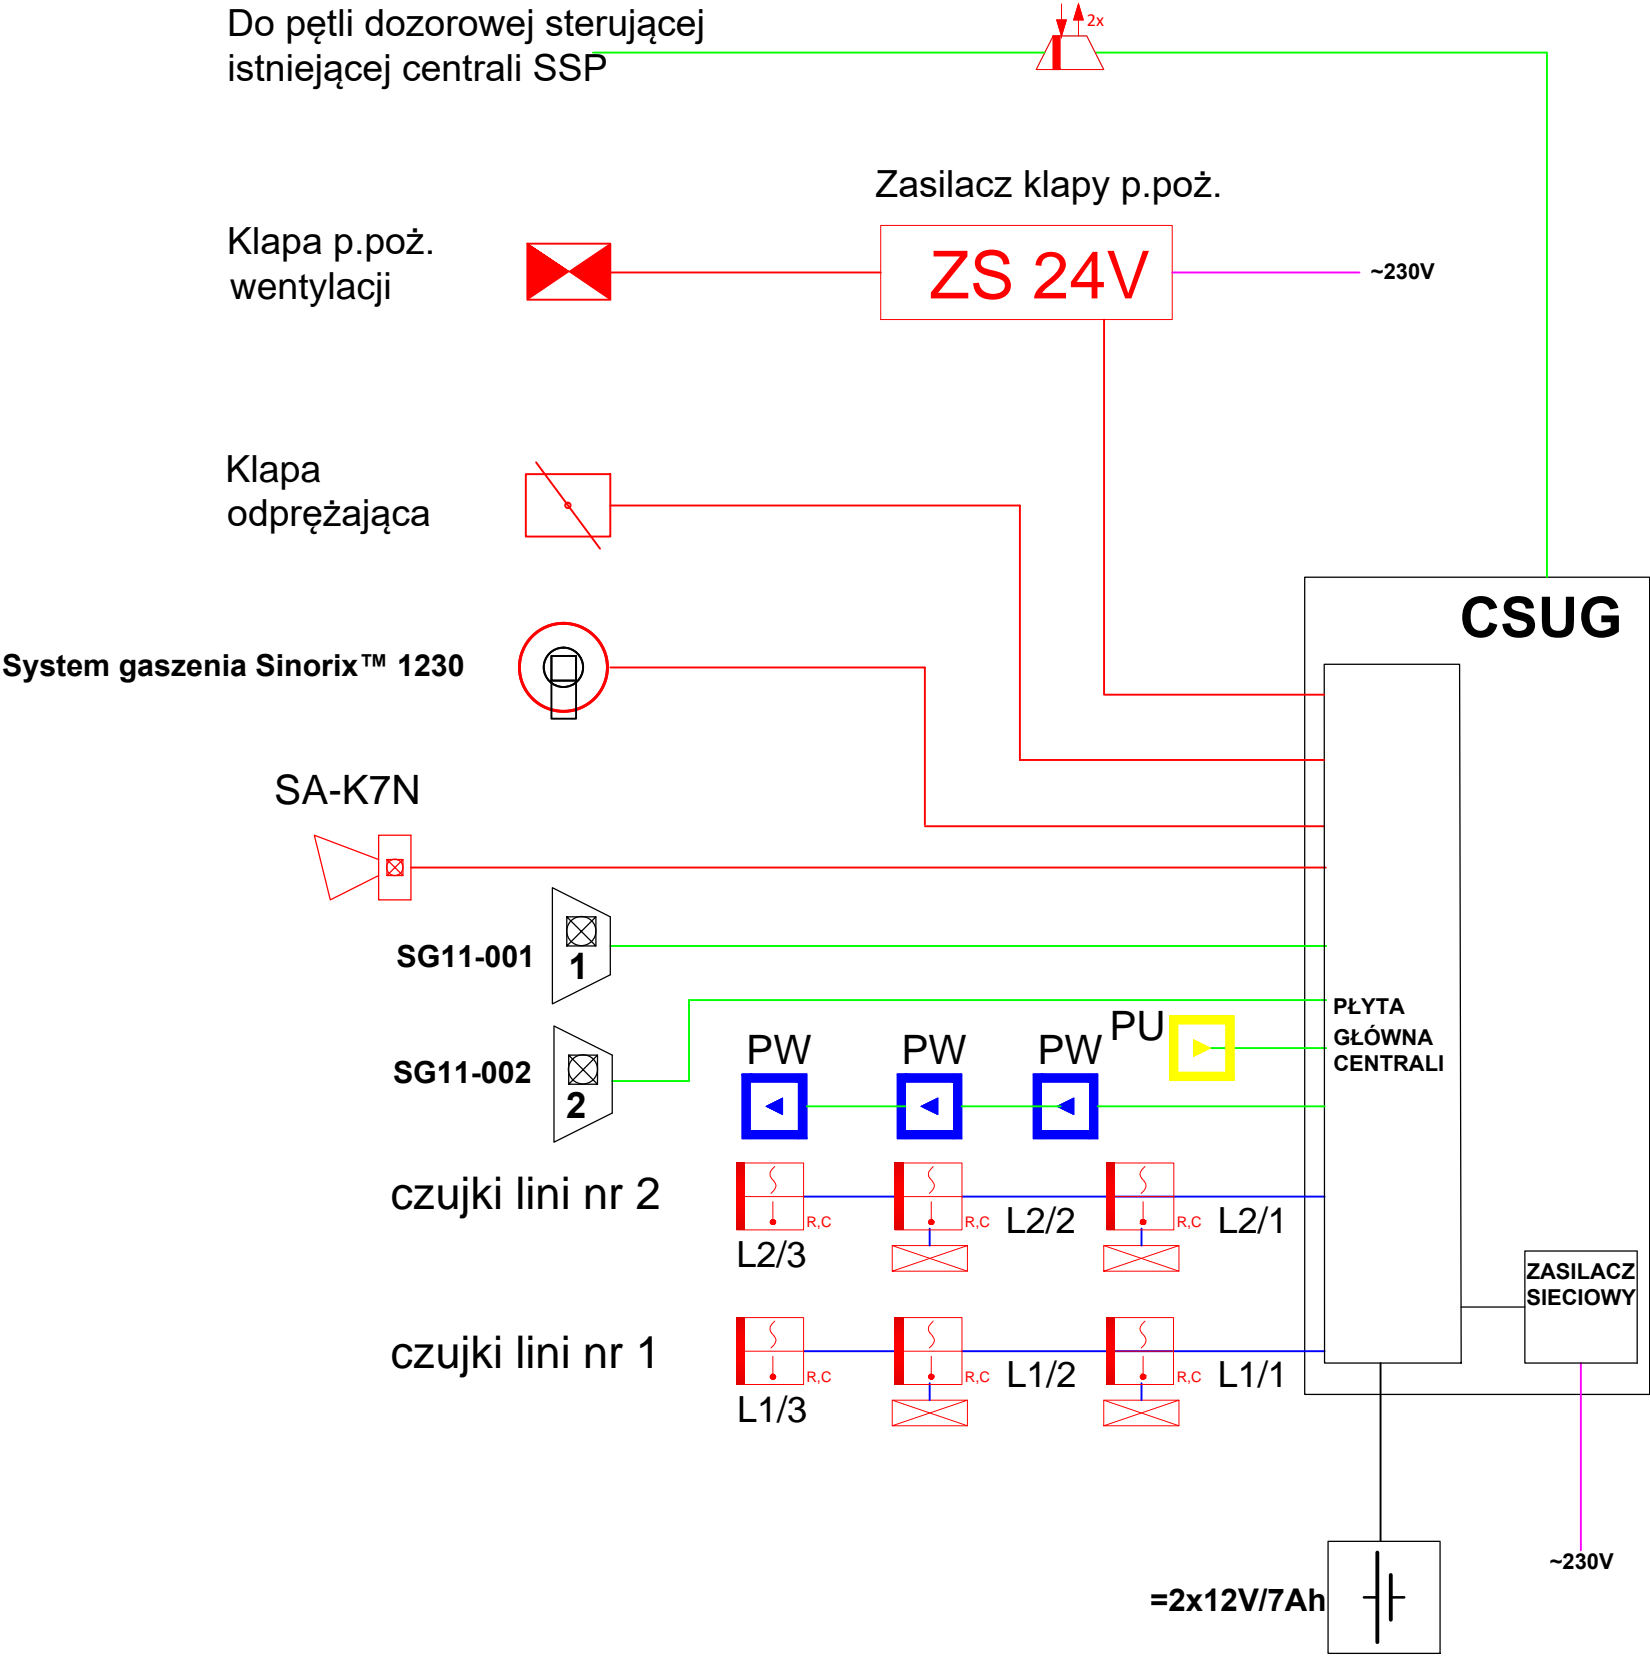 Do pętli dozorowej sterującej
istniejącej centrali SSP
2x
Zasilacz klapy p.poż.
Klapa p.poż.
wentylacji
ZS 24V
~230V
Klapa
odprężająca
CSUG
System gaszenia Sinorix™ 1230
SA-K7N
SG11-001
1
PŁYTA
GŁÓWNA
CENTRALI
PU
PW
PW
PW
SG11-002
2
czujki lini nr 2
R,C
R,C
L2/2
R,C
L2/1
L2/3
ZASILACZ
SIECIOWY
czujki lini nr 1
R,C
R,C
L1/2
R,C
L1/1
L1/3
~230V
=2x12V/7Ah